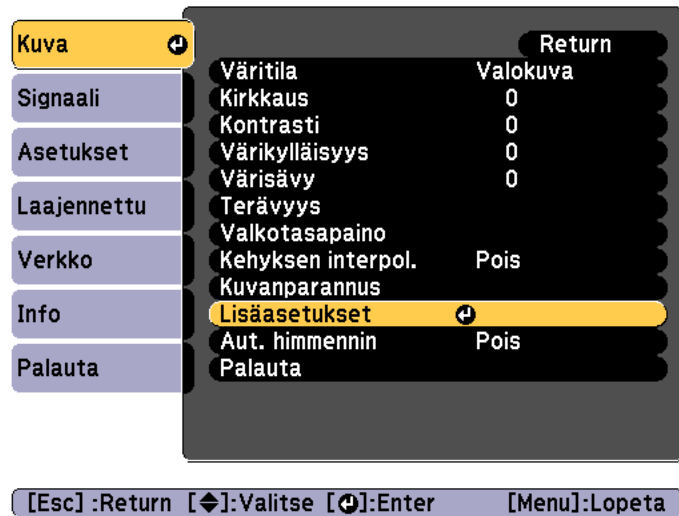 Kuva
Signaali
Asetukset
Laajennettu
Verkko
Info
Palauta
Return
Väritila Valokuva
Kirkkaus 0
Kontrasti 0
Värikylläisyys 0
Värisävy 0
Terävyys
Valkotasapaino
Kehyksen interpol. Pois
Kuvanparannus
Lisäasetukset
Aut. himmennin Pois
Palauta
[Esc] :Return [◆]:Valitse [↵]:Enter [Menu]:Lopeta